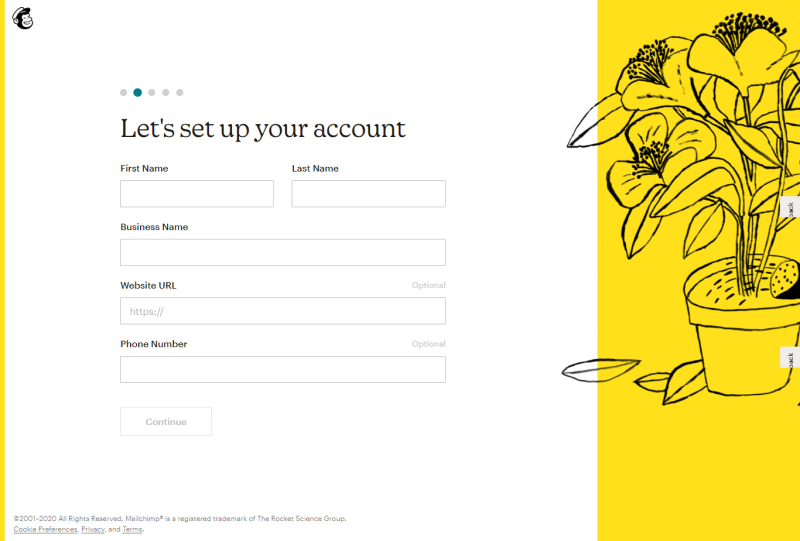 Let's set up your account
First Name Last Name
Business Name
Website URL Optional
https://
Phone Number Optional
Continue
back
back
©2001–2020 All Rights Reserved. Mailchimp® is a registered trademark of The Rocket Science Group.
Cookie Preferences, Privacy, and Terms.